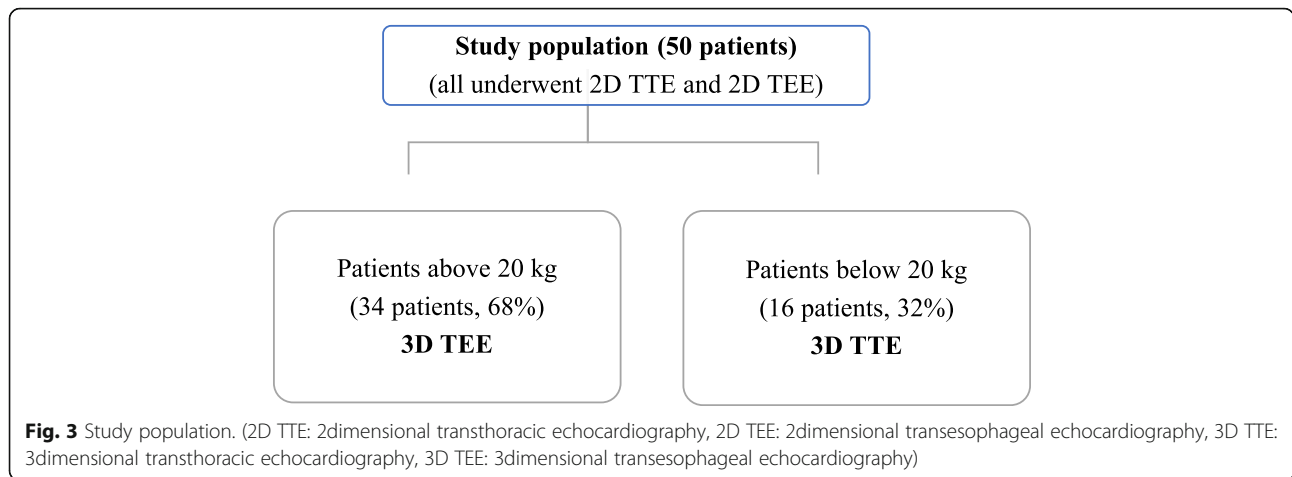 Study population (50 patients)
(all underwent 2D TTE and 2D TEE)
Patients above 20 kg
(34 patients, 68%)
3D TEE
Patients below 20 kg
(16 patients, 32%)
3D TTE
Fig. 3 Study population. (2D TTE: 2dimensional transthoracic echocardiography, 2D TEE: 2dimensional transesophageal echocardiography, 3D TTE:
3dimensional transthoracic echocardiography, 3D TEE: 3dimensional transesophageal echocardiography)